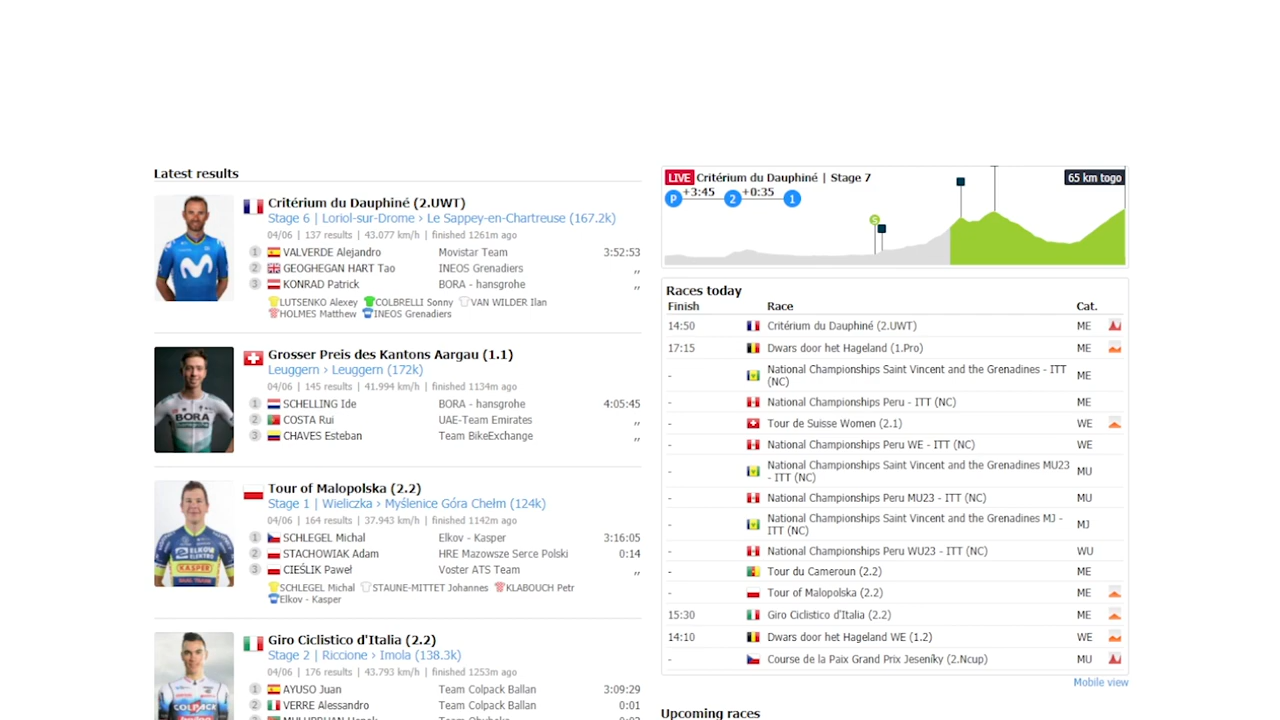 Latest results
Critérium du Dauphiné (2.UWT)
Stage 6 | Loriol-sur-Drome › Le Sappey-en-Chartreuse (167.2k)
04/06 | 137 results | 43.077 km/h | finished 1261m ago
1 VALVERDE Alejandro Movistar Team 3:52:53
2 GEOGHEGAN HART Tao INEOS Grenadiers ,,
3 KONRAD Patrick BORA - hansgrohe ,,
LUTSENKO Alexey COLBRELLI Sonny VAN WILDER Ilan
HOLMES Matthew INEOS Grenadiers
Grosser Preis des Kantons Aargau (1.1)
Leuggern › Leuggern (172k)
04/06 | 145 results | 41.994 km/h | finished 1134m ago
BORA
1 SCHELLING Ide BORA - hansgrohe 4:05:45
2 COSTA Rui UAE-Team Emirates ,,
3 CHAVES Esteban Team BikeExchange ,,
Tour of Malopolska (2.2)
Stage 1 | Wieliczka › Myślenice Góra Chełm (124k)
04/06 | 164 results | 37.943 km/h | finished 1142m ago
ELKOV
ELEKTRO
KASPER
1 SCHLEGEL Michal Elkov - Kasper 3:16:05
2 STACHOWIAK Adam HRE Mazowsze Serce Polski 0:14
3 CIEŚLIK Paweł Voster ATS Team ,,
SCHLEGEL Michal STAUNE-MITTET Johannes KLABOUCH Petr
Elkov - Kasper
Giro Ciclistico d'Italia (2.2)
Stage 2 | Riccione › Imola (138.3k)
04/06 | 176 results | 43.793 km/h | finished 1253m ago
COLPACK
1 AYUSO Juan Team Colpack Ballan 3:09:29
2 VERRE Alessandro Team Colpack Ballan 0:01
LIVE Critérium du Dauphiné | Stage 7 65 km togo
P +3:45 2 +0:35 1
S
Races today
Finish Race Cat.
14:50 Critérium du Dauphiné (2.UWT) ME
17:15 Dwars door het Hageland (1.Pro) ME
- National Championships Saint Vincent and the Grenadines - ITT
(NC) ME
- National Championships Peru - ITT (NC) ME
- Tour de Suisse Women (2.1) WE
- National Championships Peru WE - ITT (NC) WE
- National Championships Saint Vincent and the Grenadines MU23
- ITT (NC) MU
- National Championships Peru MU23 - ITT (NC) MU
- National Championships Saint Vincent and the Grenadines MJ -
ITT (NC) MJ
- National Championships Peru WU23 - ITT (NC) WU
- Tour du Cameroun (2.2) ME
- Tour of Malopolska (2.2) ME
15:30 Giro Ciclistico d'Italia (2.2) ME
14:10 Dwars door het Hageland WE (1.2) WE
- Course de la Paix Grand Prix Jeseníky (2.Ncup) MU
Mobile view
Upcoming races